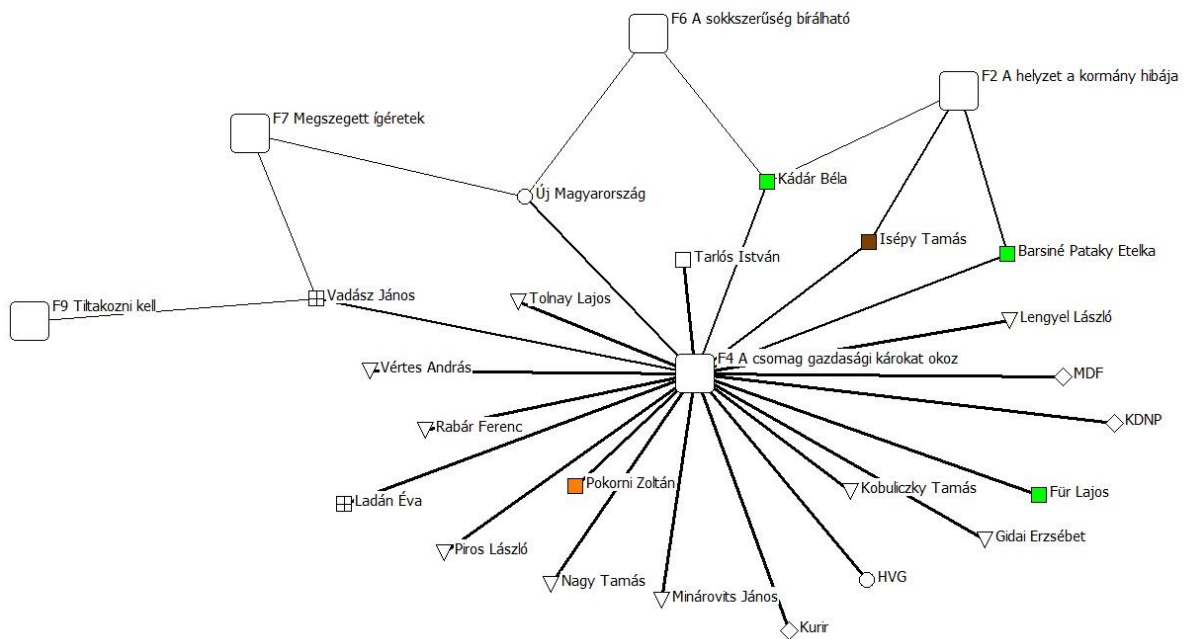 F6 A sokkszerűség bírálható
F2 A helyzet a kormány hibája
F7 Megszegett ígéretek
Kádár Béla
Új Magyarország
Isépy Tamás
Barsiné Pataky Etelka
Tarlós István
Vadász János
F9 Tiltakozni kell
Tolnay Lajos
Lengyel László
F4 A csomag gazdasági károkat okoz
Vértes András
MDF
KDNP
Rabár Ferenc
Pokorni Zoltán
Kobuliczky Tamás
Für Lajos
Ladán Éva
Gidai Erzsébet
Piros László
HVG
Nagy Tamás
Minárovits János
Kurir